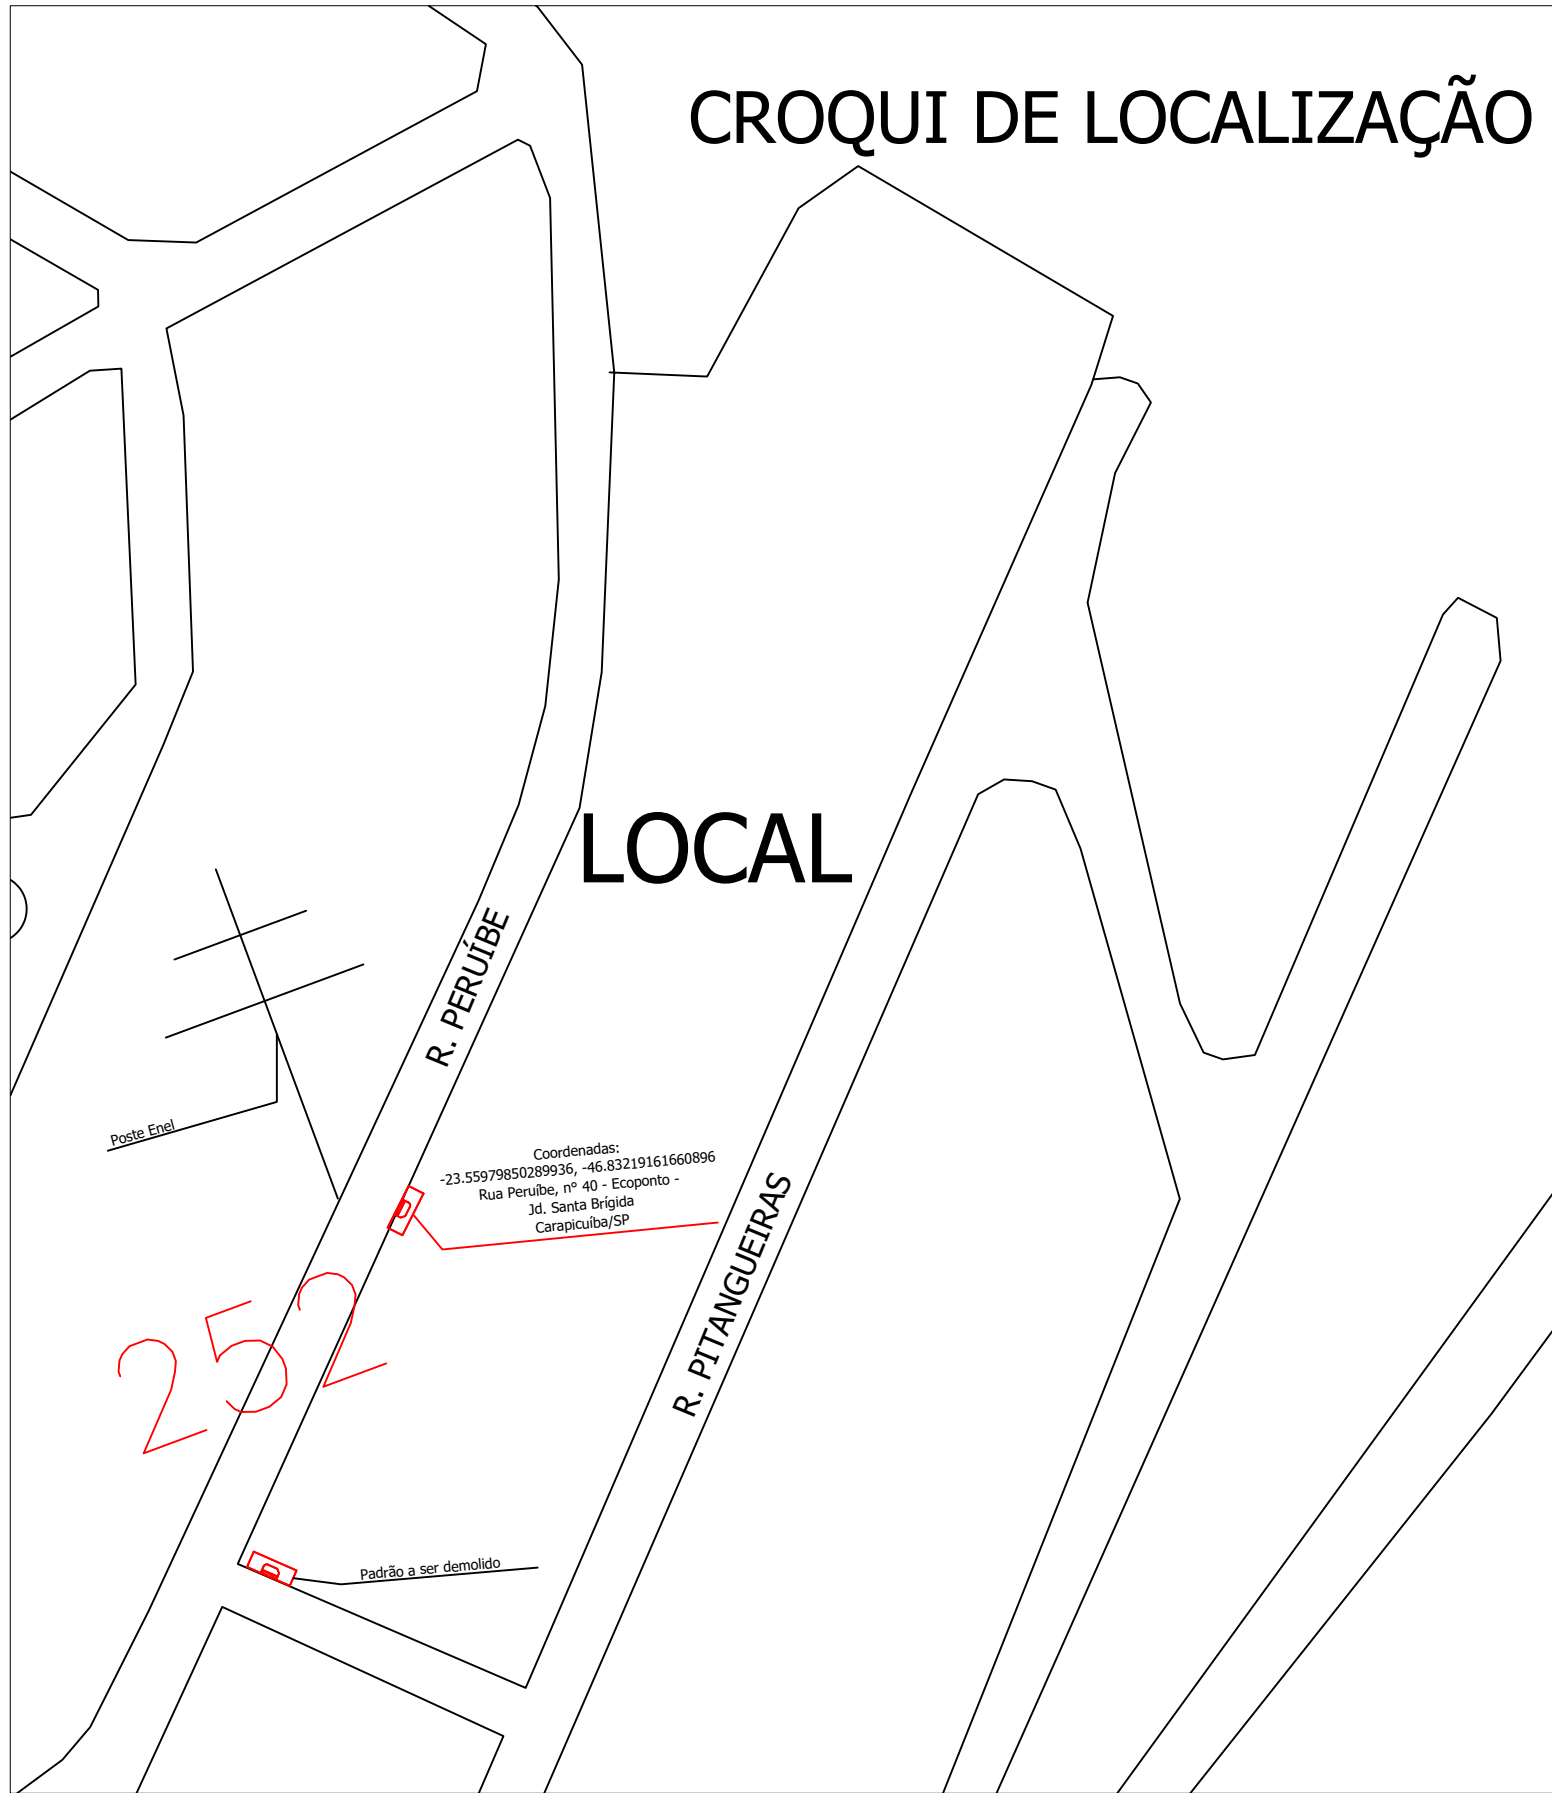 CROQUI DE LOCALIZAÇÃO
LOCAL
R. PERUÍBE
Poste Enel
Coordenadas:
-23.55979850289936, -46.83219161660896
Rua Peruíbe, nº 40 - Ecoponto -
Jd. Santa Brígida
Carapicuíba/SP
R. PITANGUEIRAS
252
Padrão a ser demolido